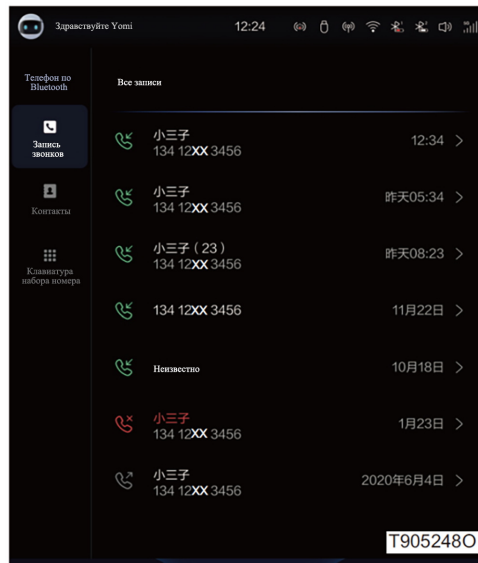 Здравствуйте Yomi
12:24
Телефон по
Bluetooth
Запись
звонков
Контакты
Клавиатура
набора номера
Все записи
小三子
134 12XX 3456
12:34
小三子
134 12XX 3456
昨天05:34
小三子（23）
134 12XX 3456
昨天08:23
134 12XX 3456
11月22日
Неизвестно
10月18日
小三子
134 12XX 3456
1月23日
小三子
134 12XX 3456
2020年6月4日
T905248O